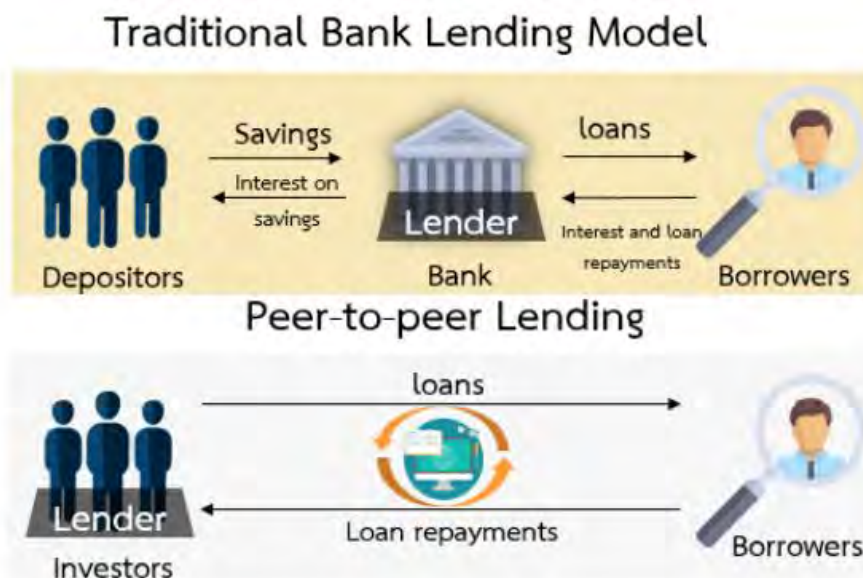 Traditional Bank Lending Model
Savings
loans
Interest on
savings
Lender
Interest and loan
repayments
Depositors
Bank
Borrowers
Peer-to-peer Lending
loans
Lender
Loan repayments
Investors
Borrowers